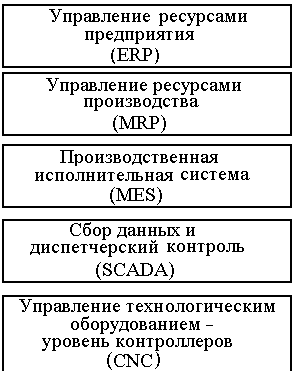 Управление ресурсами
предприятия
(ERP)
Управление ресурсами
производства
(MRP)
Производственная
исполнительная система
(MES)
Сбор данных и
диспетчерский контроль
(SCADA)
Управление технологическим
оборудованием –
уровень контроллеров
(CNC)